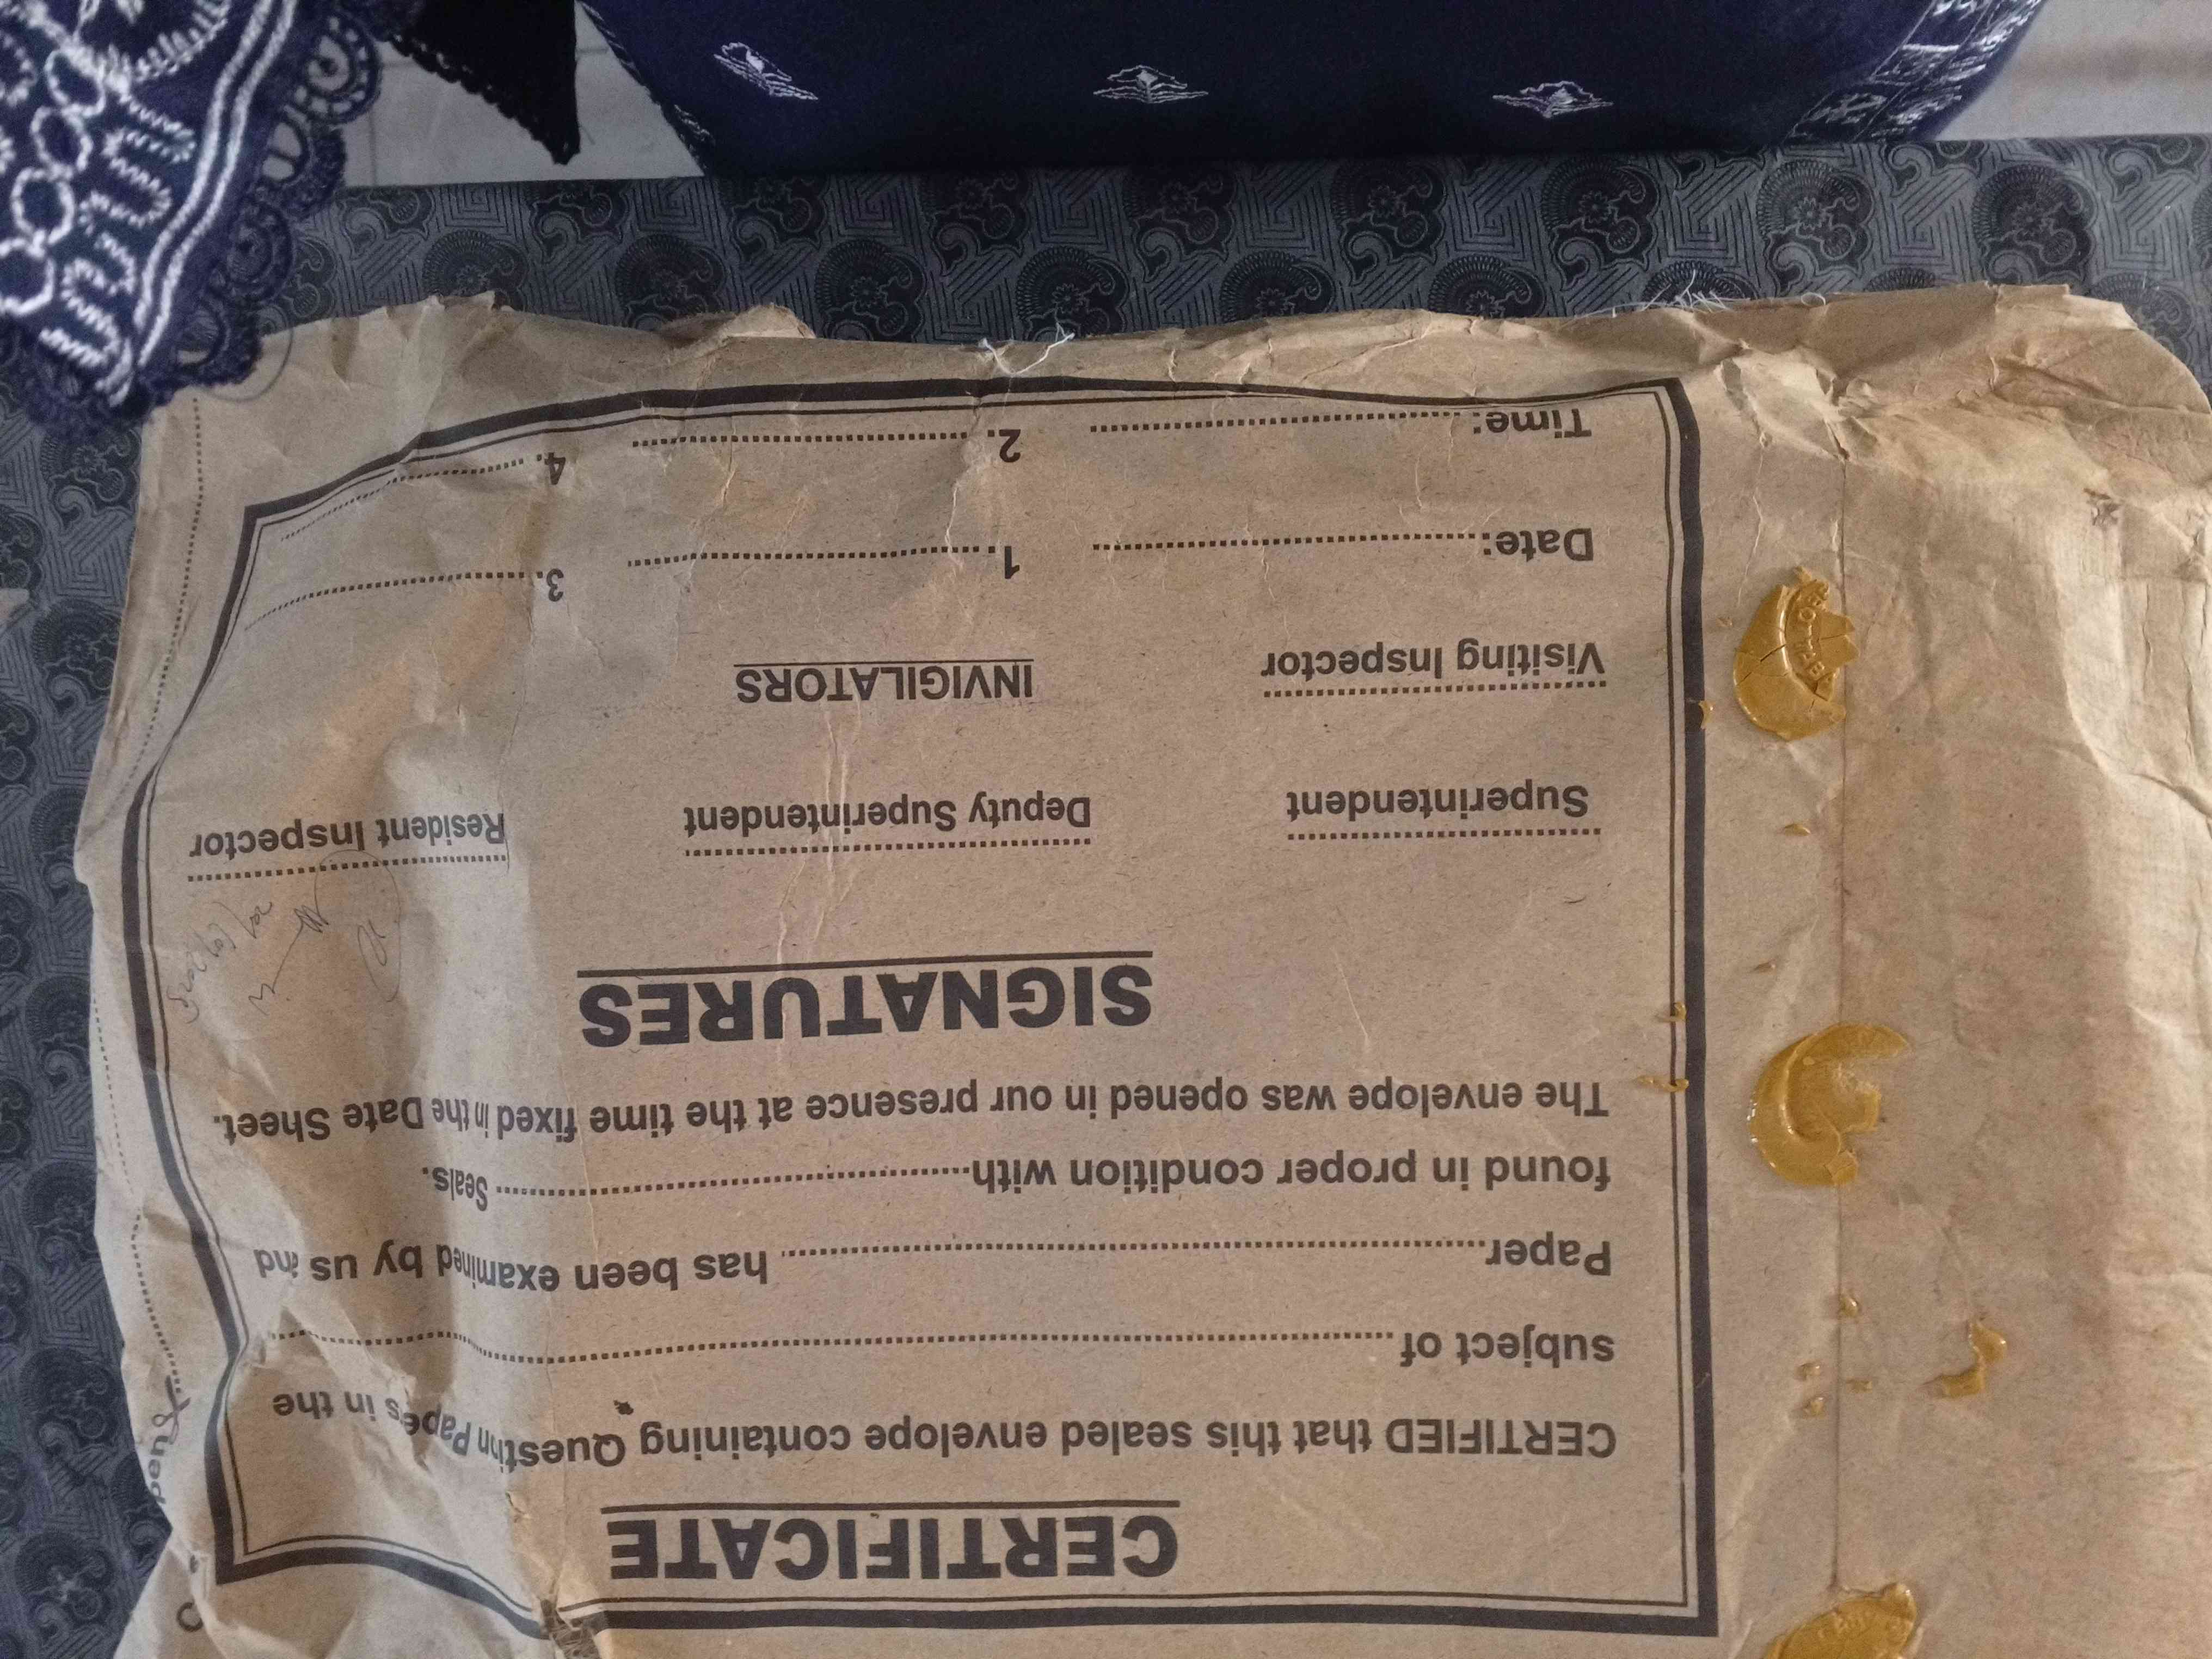 CERTIFICATE
CERTIFIED that this sealed envelope containing Question Papes in the
subject of
Paper has been examined by us and
found in proper condition with Seals.
The envelope was opened in our presence at the time fixed in the Date Sheet.
SIGNATURES
Superintendent Deputy Superintendent Resident Inspector
Visiting Inspector INVIGILATORS
Date: 1. 3.
Time: 2. 4.